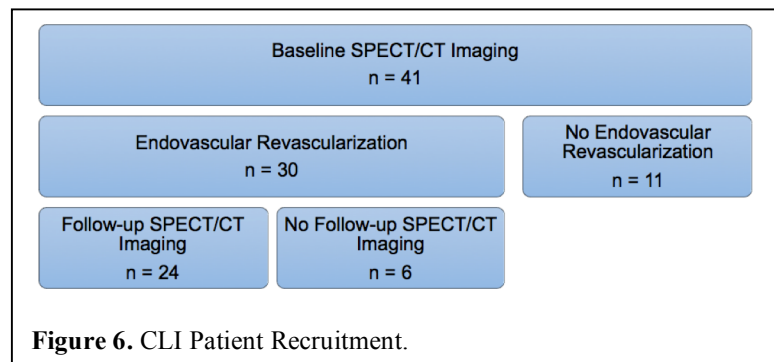 Baseline SPECT/CT Imaging
n = 41
Endovascular Revascularization
n = 30
No Endovascular
Revascularization
n = 11
Follow-up SPECT/CT
Imaging
n = 24
No Follow-up SPECT/CT
Imaging
n = 6
Figure 6. CLI Patient Recruitment.